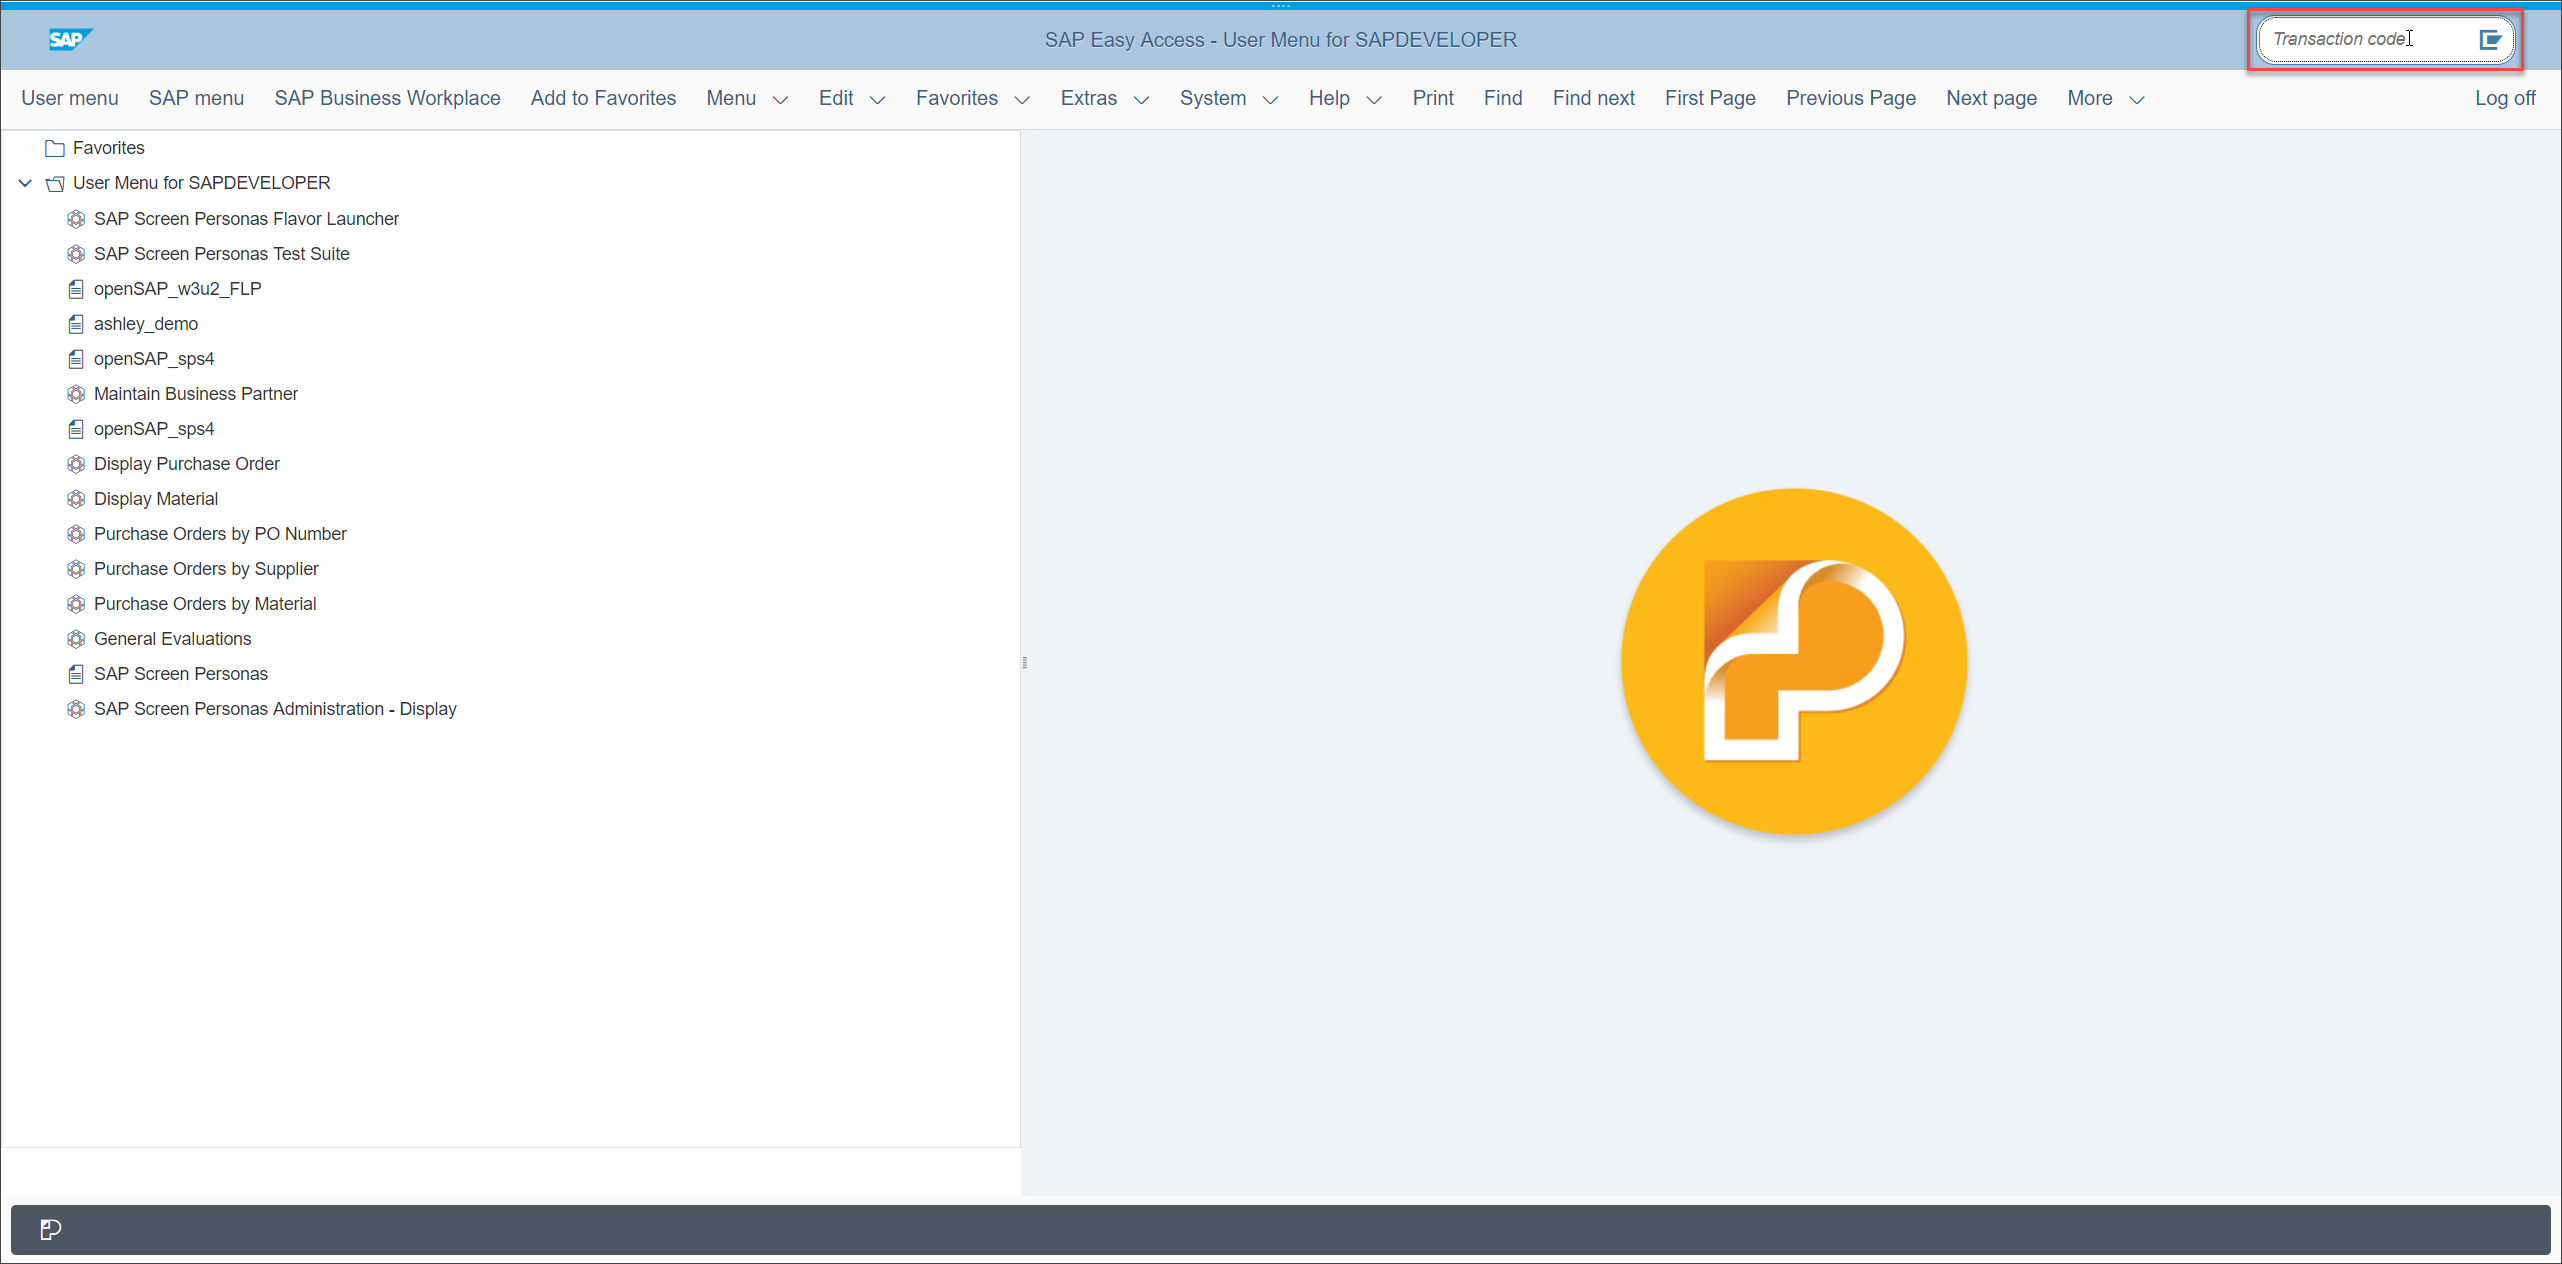 SAP
SAP Easy Access - User Menu for SAPDEVELOPER
Transaction code
User menu SAP menu SAP Business Workplace Add to Favorites Menu Edit Favorites Extras System Help Print Find Find next First Page Previous Page Next page More Log off
Favorites
User Menu for SAPDEVELOPER
SAP Screen Personas Flavor Launcher
SAP Screen Personas Test Suite
openSAP_w3u2_FLP
ashley_demo
openSAP_sps4
Maintain Business Partner
openSAP_sps4
Display Purchase Order
Display Material
Purchase Orders by PO Number
Purchase Orders by Supplier
Purchase Orders by Material
General Evaluations
SAP Screen Personas
SAP Screen Personas Administration - Display